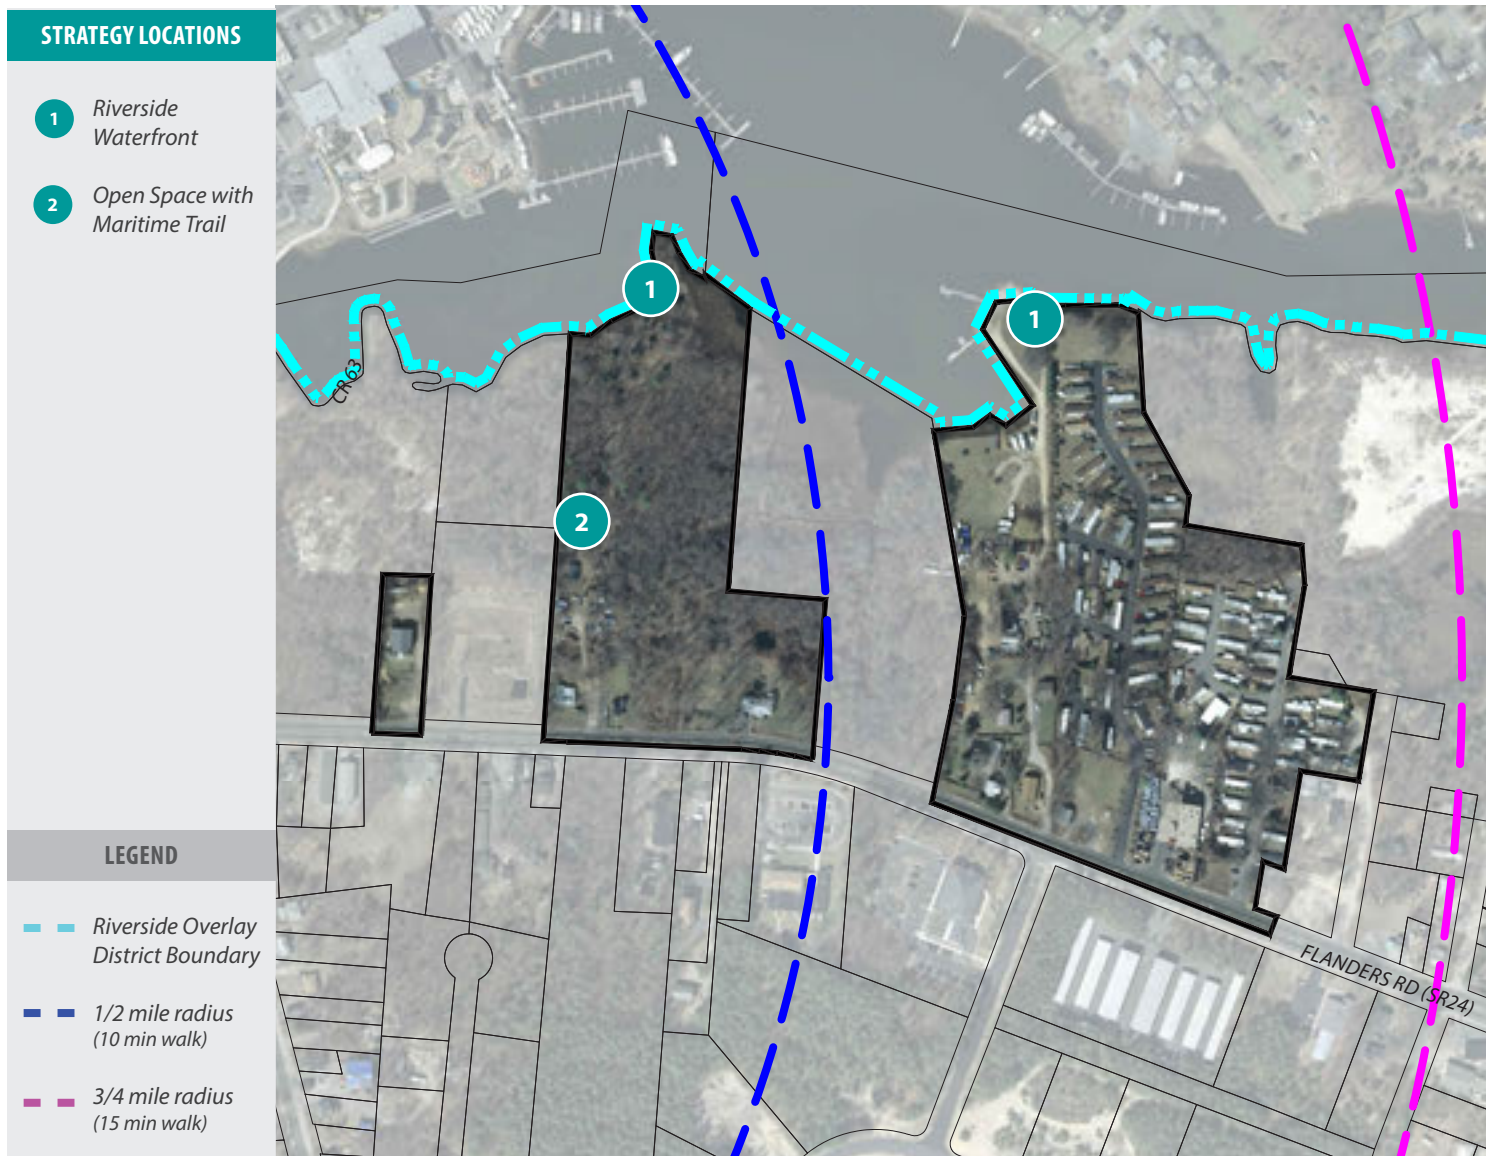 STRATEGY LOCATIONS
1
Riverside
Waterfront
2
Open Space with
Maritime Trail
LEGEND
Riverside Overlay
District Boundary
1/2 mile radius
(10 min walk)
3/4 mile radius
(15 min walk)
1
1
2
CR 63
FLANDERS RD (SR24)